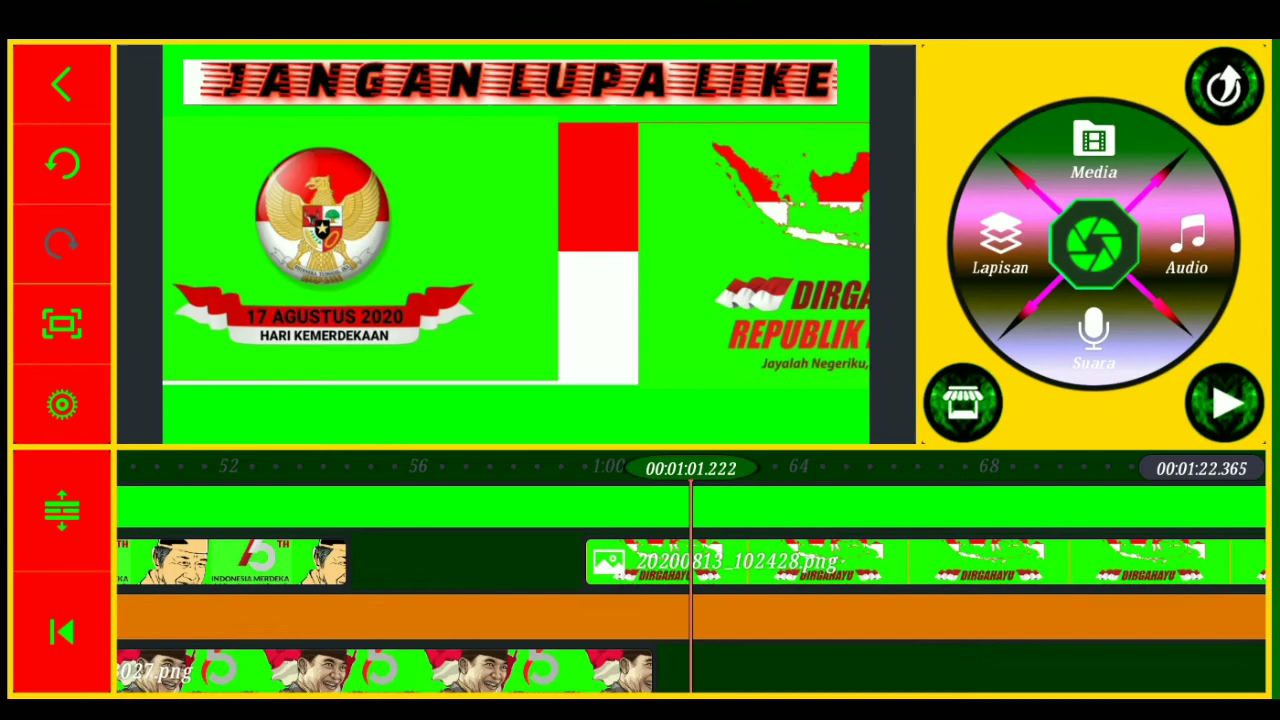 JANGAN LUPA LIKE
17 AGUSTUS 2020
HARI KEMERDEKAAN
DIRGA
REPUBLIK
Jayalah Negeriku,
Media
Lapisan
Audio
Suara
52
56
1:00
00:01:01.222
64
68
00:01:22.365
TH
TH
INDONESIA MERDEKA
20200813_102428.png
DIRGAHAYU
DIRGAHAYU
DIRGAHAYU
DIRGAHAYU
027.png